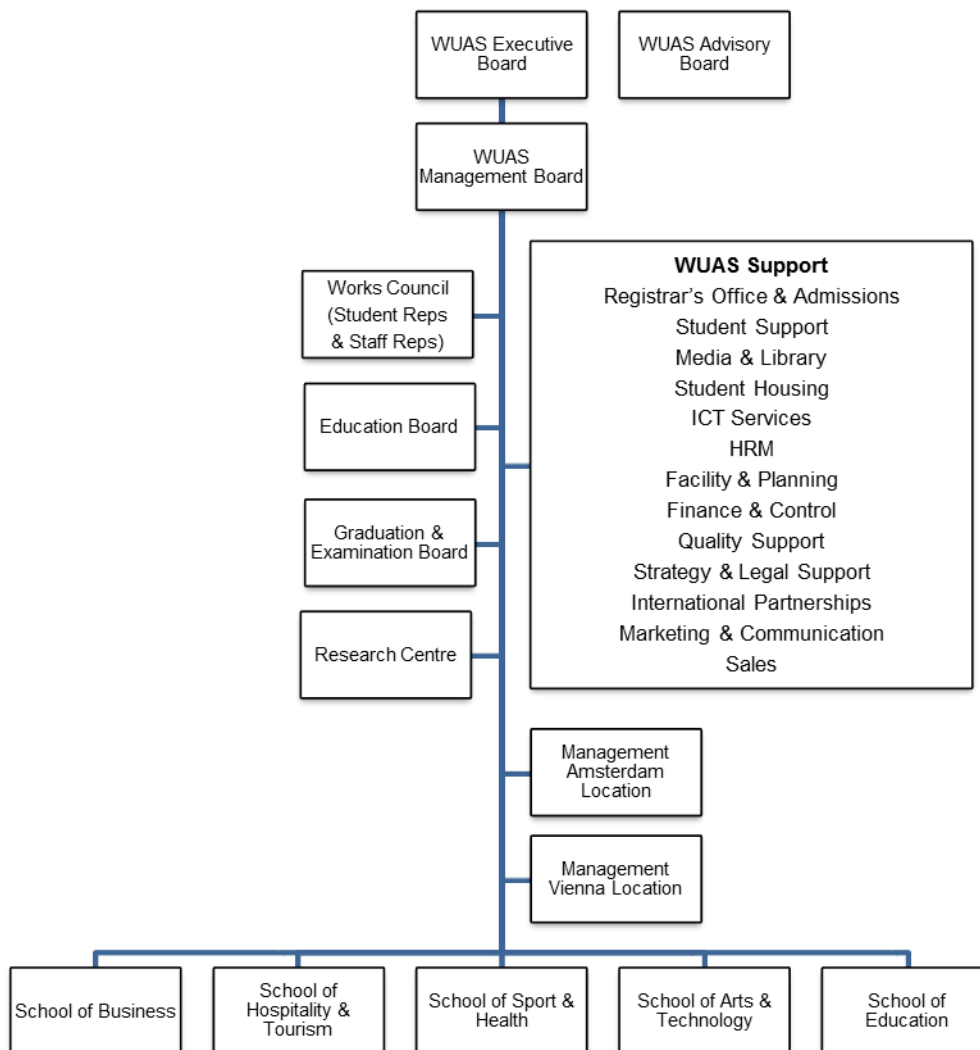 WUAS Executive
Board
WUAS Advisory
Board
WUAS
Management Board
Works Council
(Student Reps
& Staff Reps)
Education Board
Graduation &
Examination Board
Research Centre
WUAS Support
Registrar's Office & Admissions
Student Support
Media & Library
Student Housing
ICT Services
HRM
Facility & Planning
Finance & Control
Quality Support
Strategy & Legal Support
International Partnerships
Marketing & Communication
Sales
Management
Amsterdam
Location
Management
Vienna Location
School of Business
School of
Hospitality &
Tourism
School of Sport &
Health
School of Arts &
Technology
School of
Education